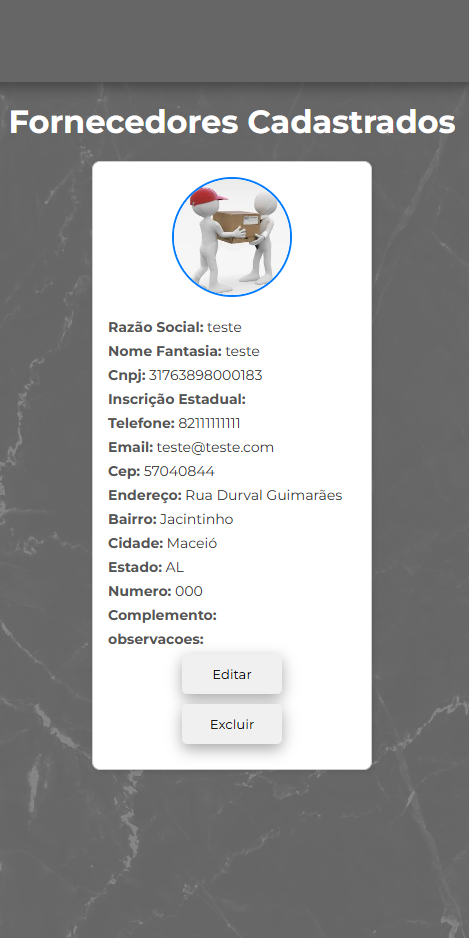 Fornecedores Cadastrados
Razão Social: teste
Nome Fantasia: teste
Cnpj: 31763898000183
Inscrição Estadual:
Telefone: 82111111111
Email: teste@teste.com
Cep: 57040844
Endereço: Rua Durval Guimarães
Bairro: Jacintinho
Cidade: Maceió
Estado: AL
Numero: 000
Complemento:
observacoes:
Editar
Excluir